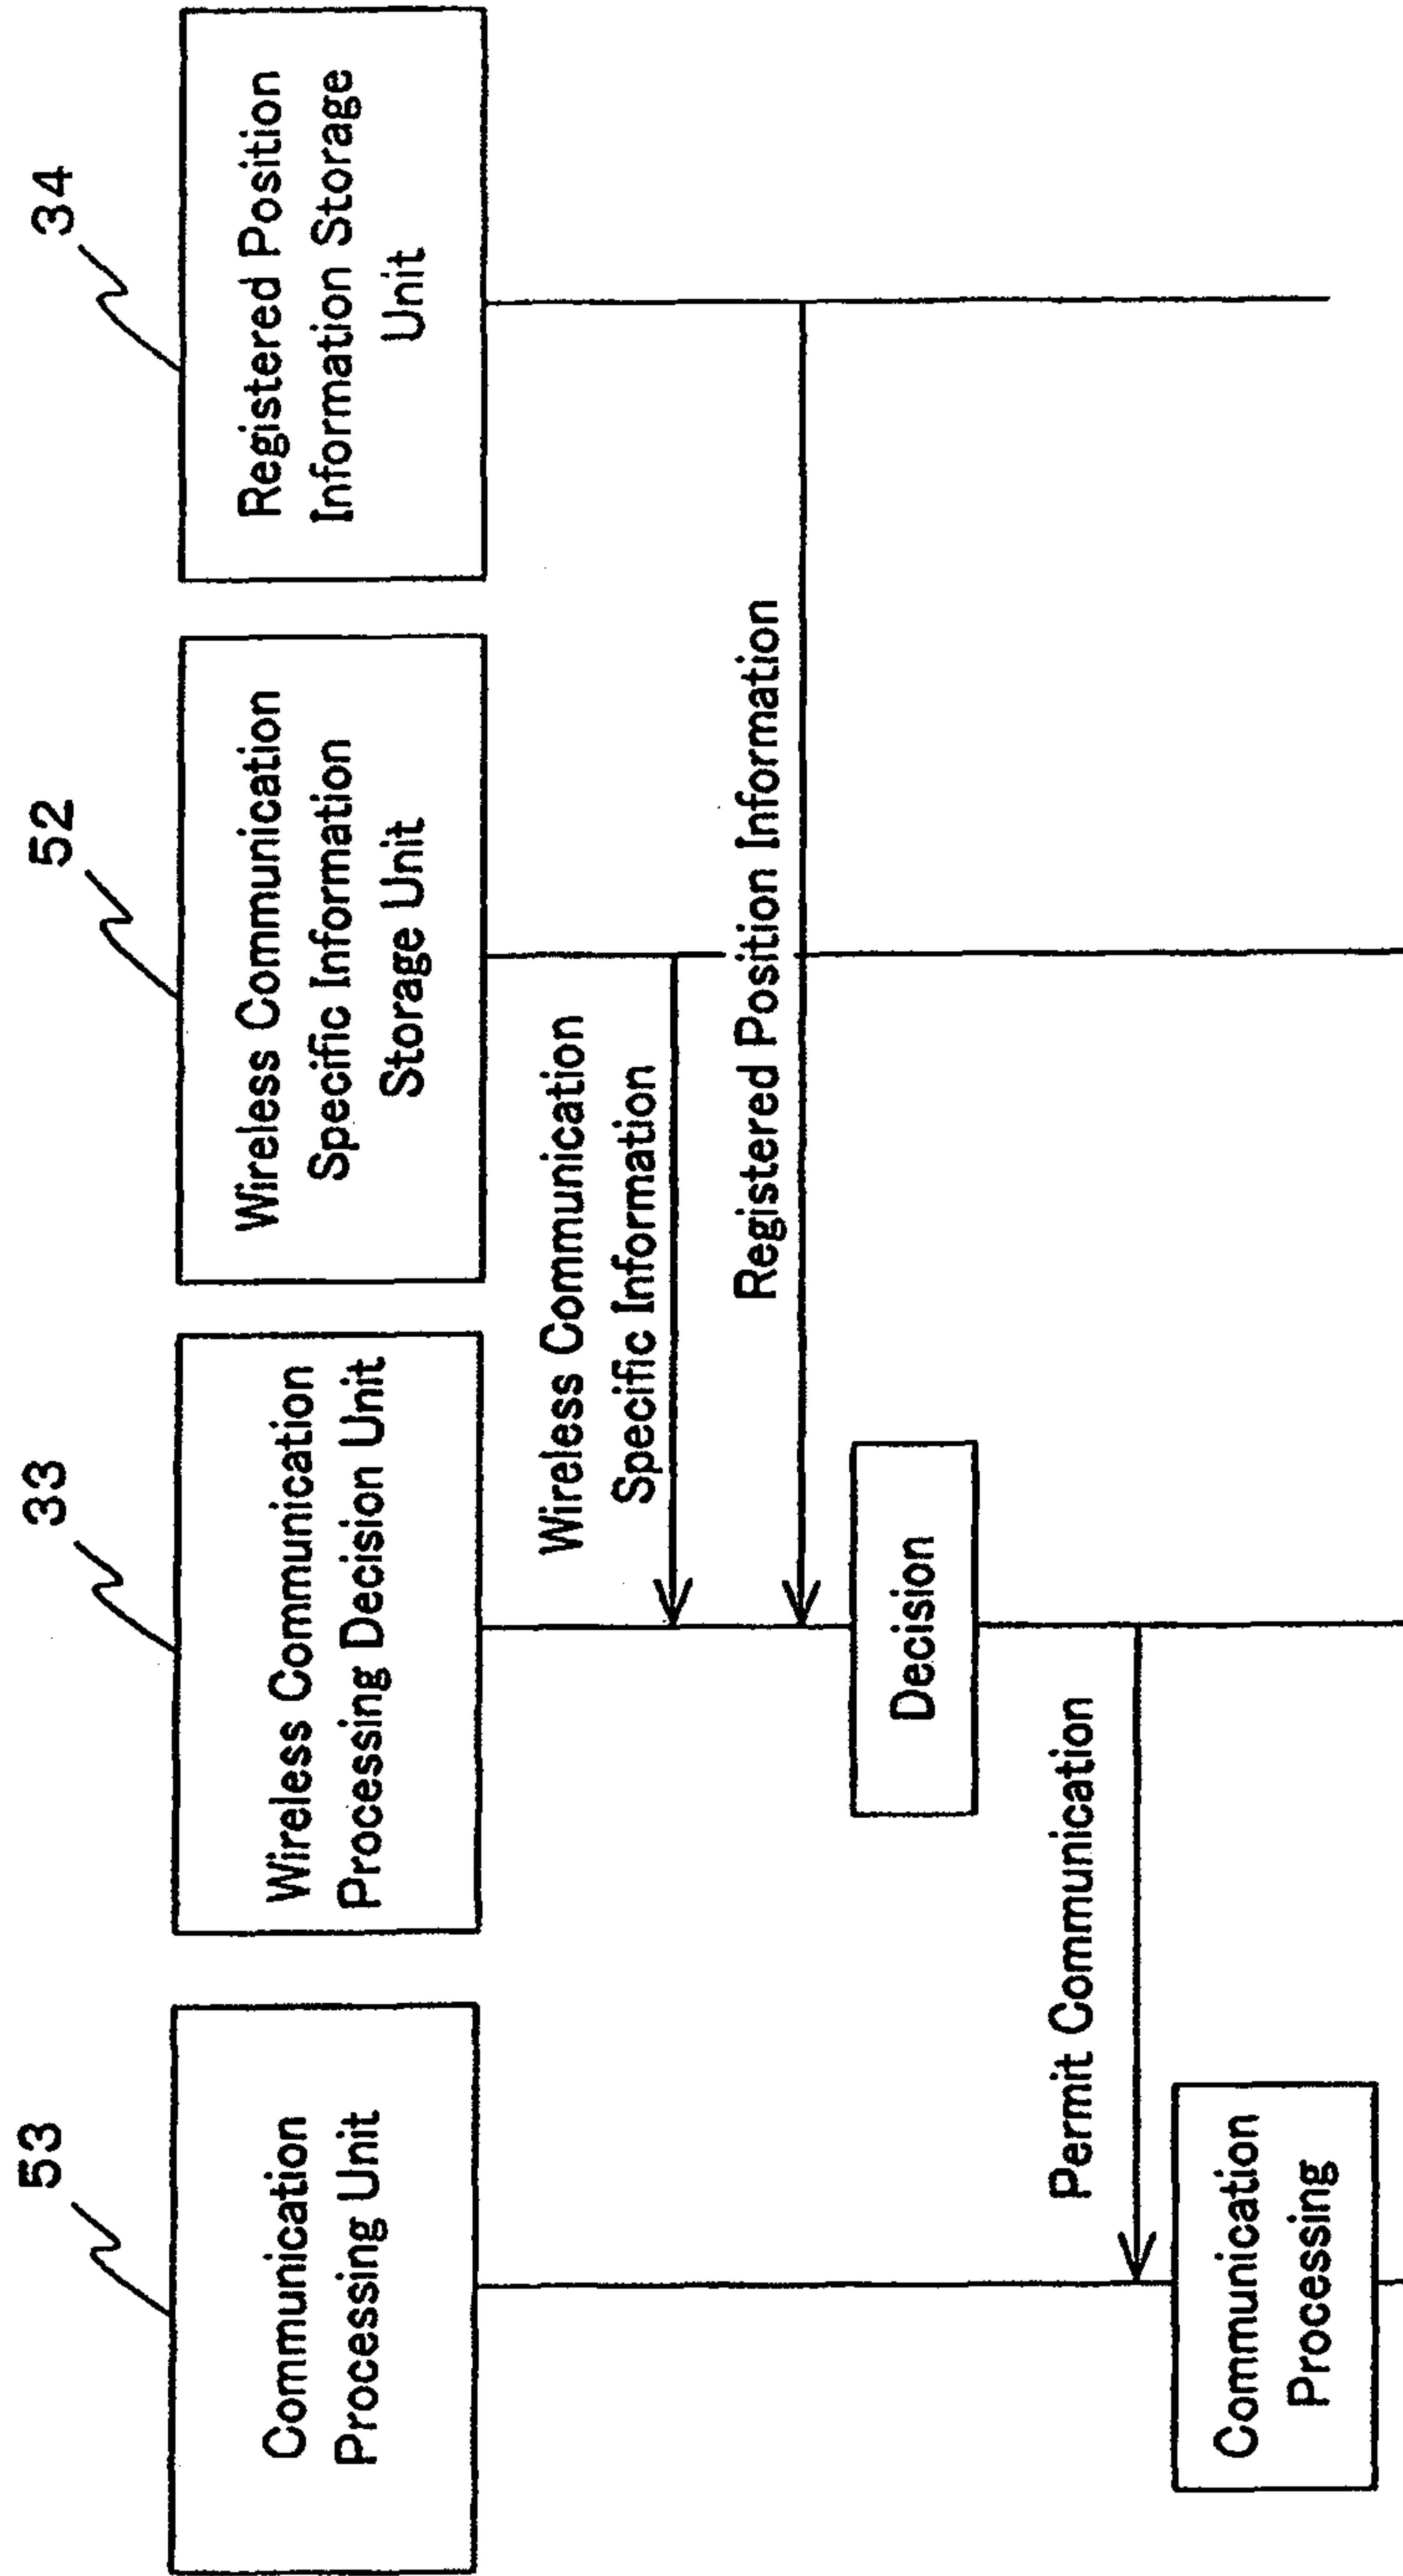 53
33
52
34
Communication
Processing Unit
Wireless Communication
Processing Decision Unit
Wireless Communication
Specific Information
Storage Unit
Registered Position
Information Storage
Unit
Wireless Communication
Specific Information
Registered Position Information
Decision
Permit Communication
Communication
Processing